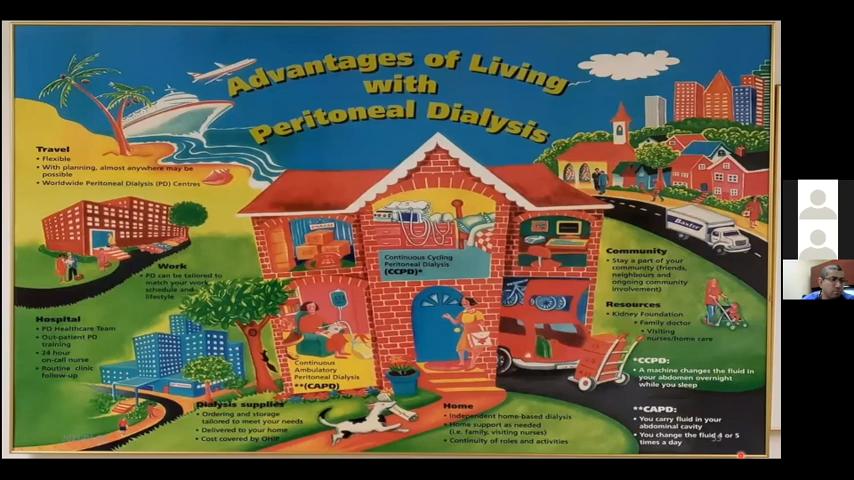 Advantages of Living
with
Peritoneal Dialysis
Travel
• Flexible
• With planning, almost anywhere may be
possible
• Worldwide Peritoneal Dialysis (PD) Centres
Work
• PD can be tailored to
match your work
schedule and
lifestyle
Hospital
• PD Healthcare Team
• Out-patient PD
training
• 24 hour
on-call nurse
• Routine clinic
follow-up
Dialysis supplies
• Ordering and storage
tailored to meet your needs
• Delivered to your home
• Cost covered by OHIP
Continuous Cycling
Peritoneal Dialysis
(CCPD)*
Continuous
Ambulatory
Peritoneal Dialysis
**(CAPD)
Home
• Independent home-based dialysis
• Home support as needed
(i.e. family, visiting nurses)
• Continuity of roles and activities
Baxter
Community
• Stay a part of your
community (friends,
neighbours and
ongoing community
involvement)
Resources
• Kidney Foundation
• Family doctor
• Visiting
nurses/home care
*CCPD:
• A machine changes the fluid in
your abdomen overnight
while you sleep
**CAPD:
• You carry fluid in your
abdominal cavity
• You change the fluid 4 or 5
times a day